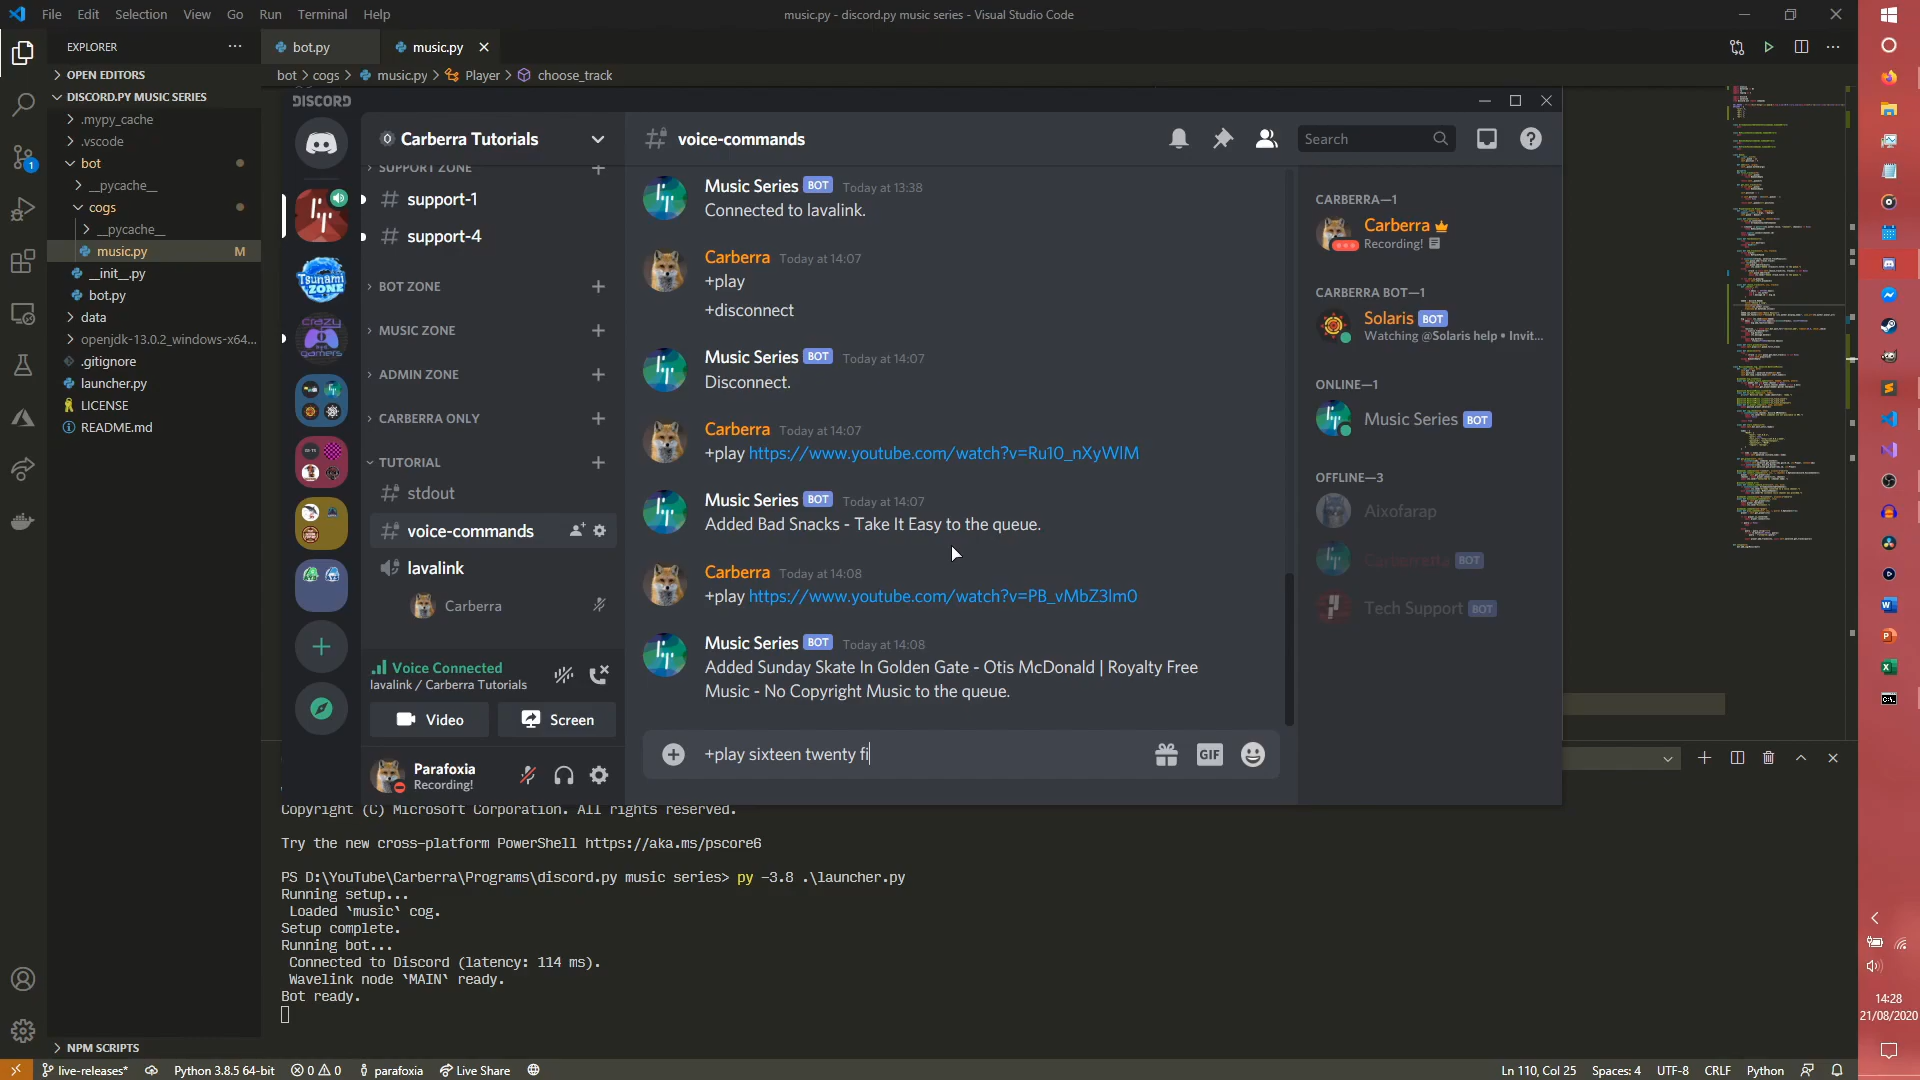 File Edit Selection View Go Run Terminal Help
music.py - discord.py music series - Visual Studio Code
EXPLORER
bot.py
music.py
OPEN EDITORS
bot > cogs > music.py > Player > choose_track
DISCORD.PY MUSIC SERIES
.mypy_cache
.vscode
bot
__pycache__
cogs
__pycache__
music.py M
__init__.py
bot.py
data
openjdk-13.0.2_windows-x64...
.gitignore
launcher.py
LICENSE
README.md
NPM SCRIPTS
1
DISCORD
Carberra Tutorials
SUPPORT ZONE
support-1
support-4
BOT ZONE
MUSIC ZONE
ADMIN ZONE
CARBERRA ONLY
TUTORIAL
stdout
voice-commands
lavalink
Carberra
Voice Connected
lavalink / Carberra Tutorials
Video
Screen
Parafoxia
Recording!
Tsunami
ZONE
crazy
gamers
voice-commands
Search
Music Series BOT Today at 13:38
Connected to lavalink.
Carberra Today at 14:07
+play
+disconnect
Music Series BOT Today at 14:07
Disconnect.
Carberra Today at 14:07
+play https://www.youtube.com/watch?v=Ru10_nXyWIM
Music Series BOT Today at 14:07
Added Bad Snacks - Take It Easy to the queue.
Carberra Today at 14:08
+play https://www.youtube.com/watch?v=PB_vMbZ3lm0
Music Series BOT Today at 14:08
Added Sunday Skate In Golden Gate - Otis McDonald | Royalty Free
Music - No Copyright Music to the queue.
+play sixteen twenty fi
GIF
CARBERRA—1
Carberra
Recording!
CARBERRA BOT—1
Solaris BOT
Watching @Solaris help • Invit...
ONLINE—1
Music Series BOT
OFFLINE—3
Aixofarap
BOT
Tech Support BOT
Copyright (C) Microsoft Corporation. All rights reserved.
Try the new cross-platform PowerShell https://aka.ms/pscore6
PS D:\YouTube\Carberra\Programs\discord.py music series> py -3.8 .\launcher.py
Running setup...
Loaded `music` cog.
Setup complete.
Running bot...
Connected to Discord (latency: 114 ms).
Wavelink node `MAIN` ready.
Bot ready.
live-releases* Python 3.8.5 64-bit 0 0 parafoxia Live Share
Ln 110, Col 25 Spaces: 4 UTF-8 CRLF Python
14:28
21/08/2020